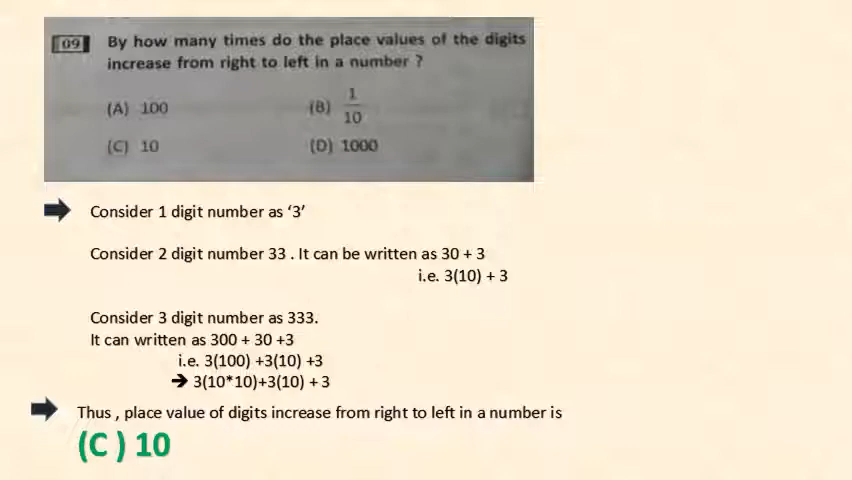 09 By how many times do the place values of the digits
increase from right to left in a number ?
(A) 100 (B) 1/10
(C) 10 (D) 1000
Consider 1 digit number as ‘3’
Consider 2 digit number 33 . It can be written as 30 + 3
i.e. 3(10) + 3
Consider 3 digit number as 333.
It can written as 300 + 30 +3
i.e. 3(100) +3(10) +3
➔ 3(10*10)+3(10) + 3
Thus , place value of digits increase from right to left in a number is
(C ) 10